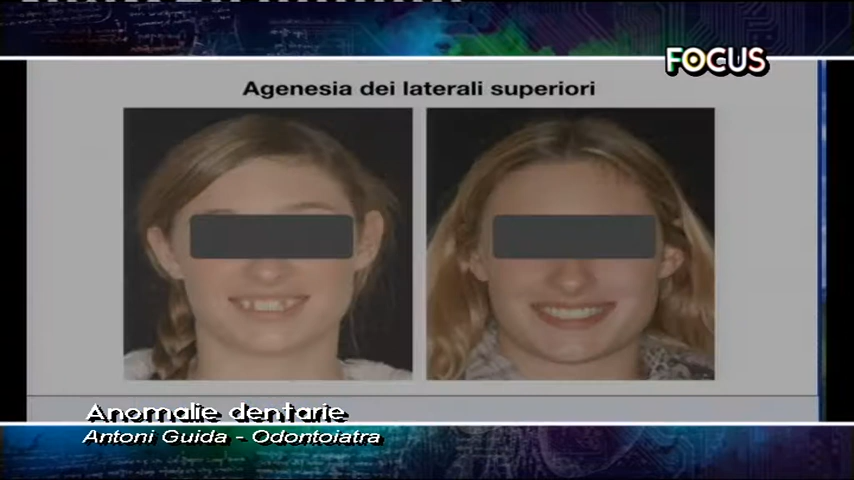 FOCUS
Agenesia dei laterali superiori
Anomalie dentarie
Antoni Guida - Odontoiatra